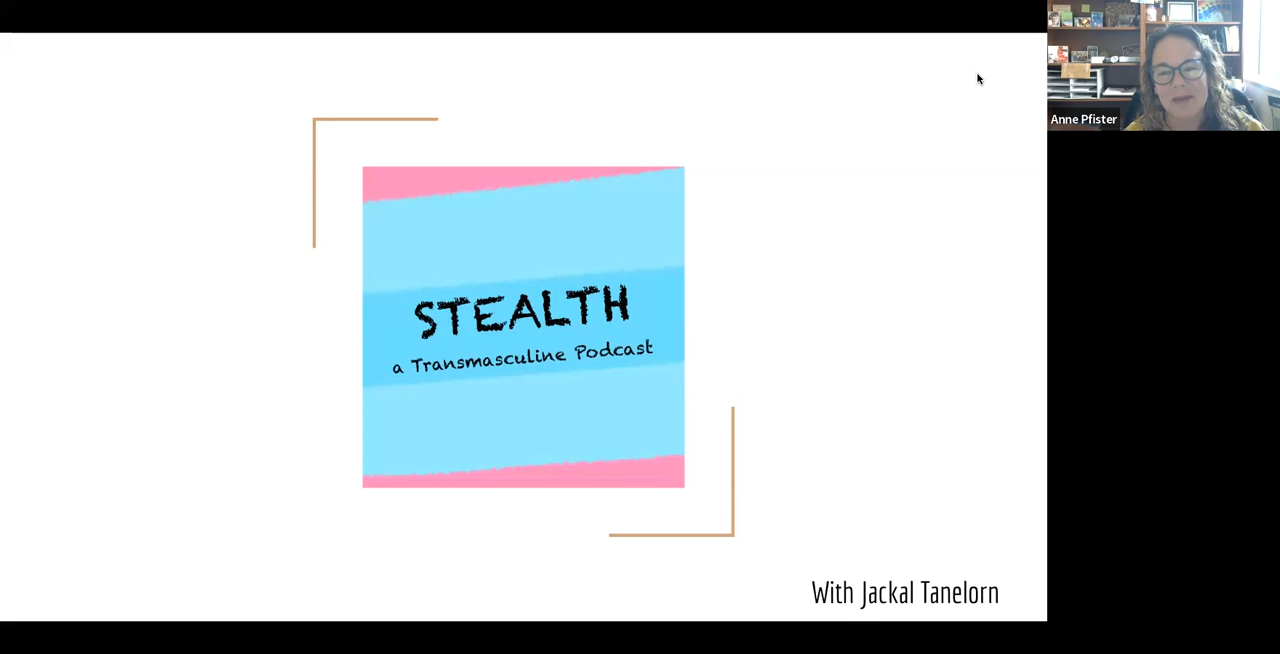 STEALTH
a Transmasculine Podcast
With Jackal Tanelorn
Anne Pfister